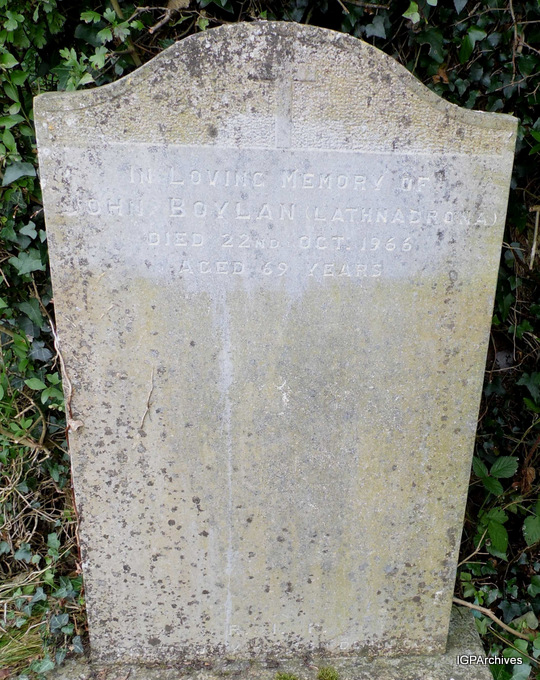 IN LOVING MEMORY OF
JOHN BOYLAN (LATHNADRONA)
DIED 22ND OCT. 1966
AGED 69 YEARS
IGPArchives